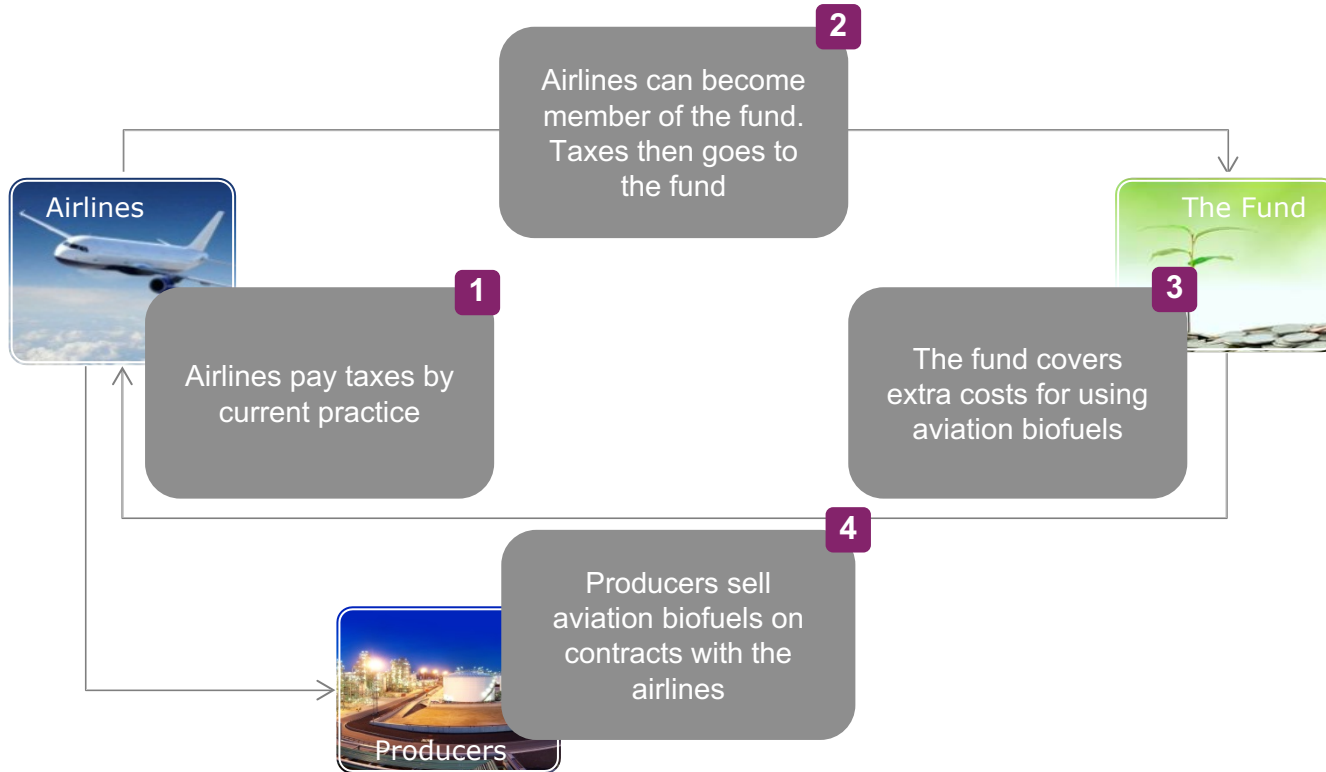 2
Airlines can become
member of the fund.
Taxes then goes to
the fund
Airlines
The Fund
1
Airlines pay taxes by
current practice
3
The fund covers
extra costs for using
aviation biofuels
4
Producers sell
aviation biofuels on
contracts with the
airlines
Producers